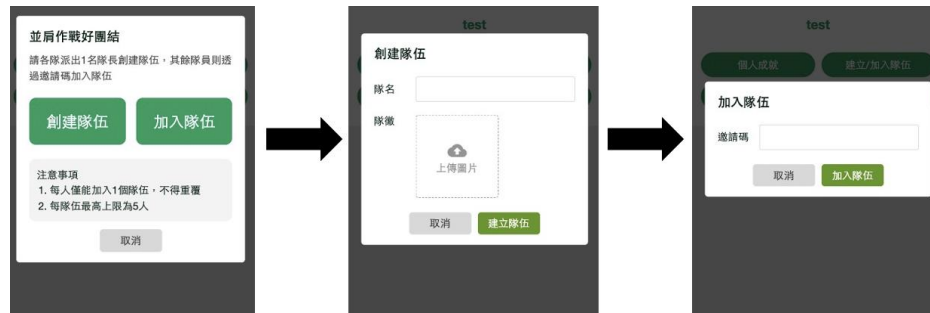 並肩作戰好團結
請各隊派出1名隊長創建隊伍，其餘隊員則透
過邀請碼加入隊伍
創建隊伍
加入隊伍
注意事項
1. 每人僅能加入1個隊伍，不得重覆
2. 每隊伍最高上限為5人
取消
test
創建隊伍
隊名
隊徽
上傳圖片
取消
建立隊伍
test
個人成就
建立/加入隊伍
加入隊伍
邀請碼
取消
加入隊伍